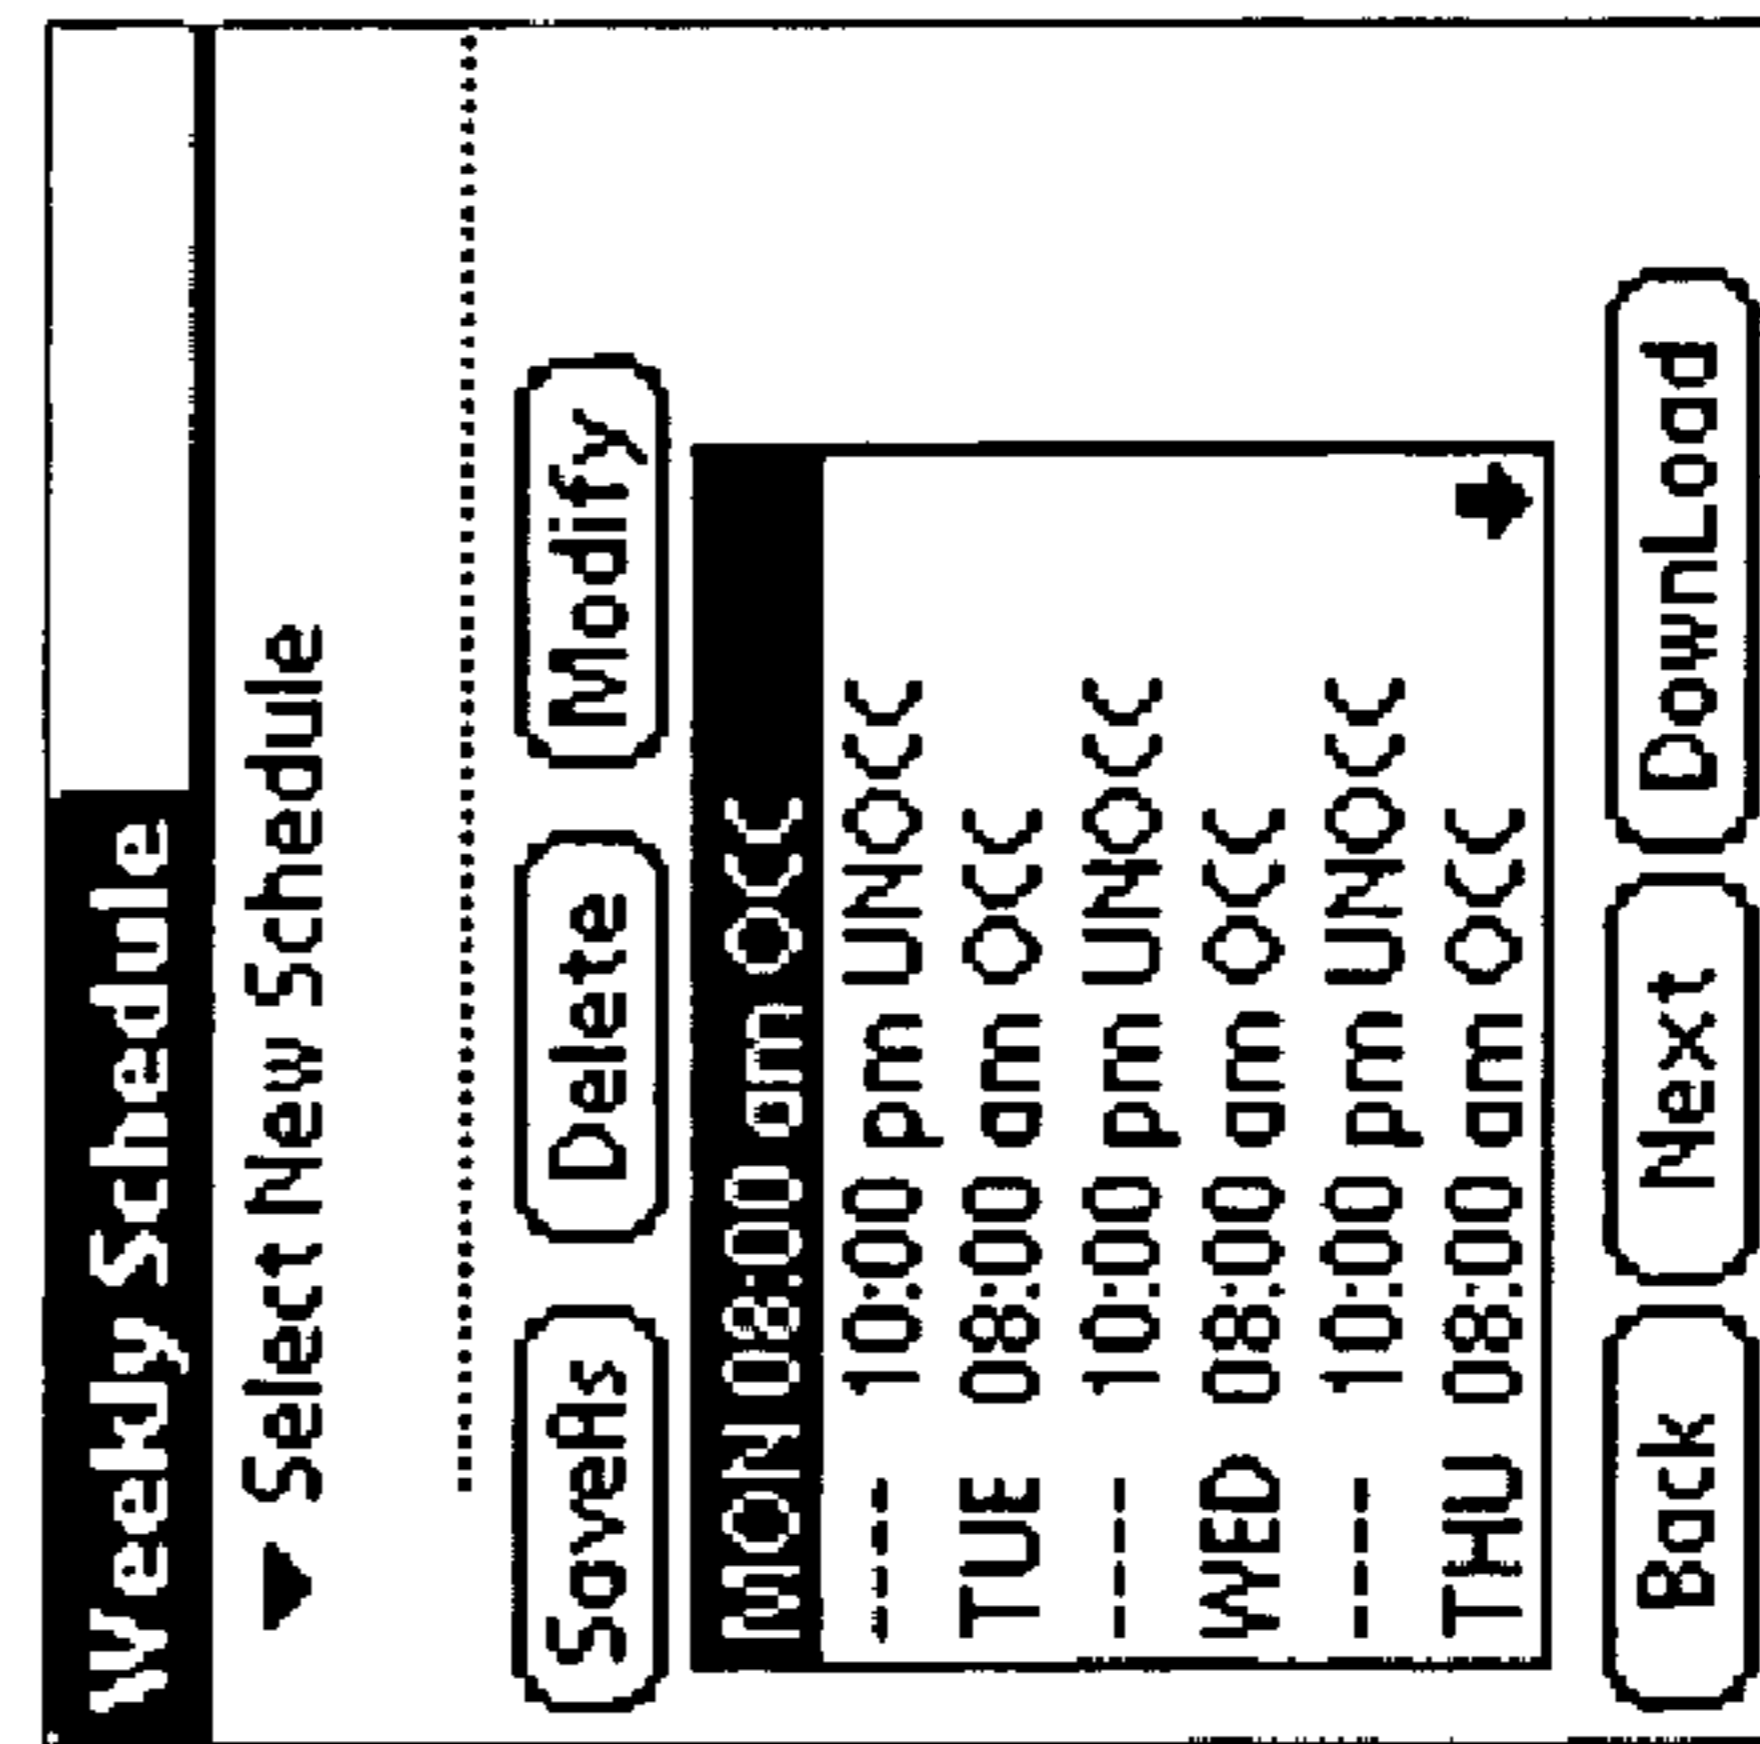 Weekly Schedule
Select New Schedule
SaveAs Delete Modify
MON 08:00 am OCC
---- 10:00 pm UNOCC
TUE 08:00 am OCC
---- 10:00 pm UNOCC
WED 08:00 am OCC
---- 10:00 pm UNOCC
THU 08:00 am OCC
Back Next DownLoad